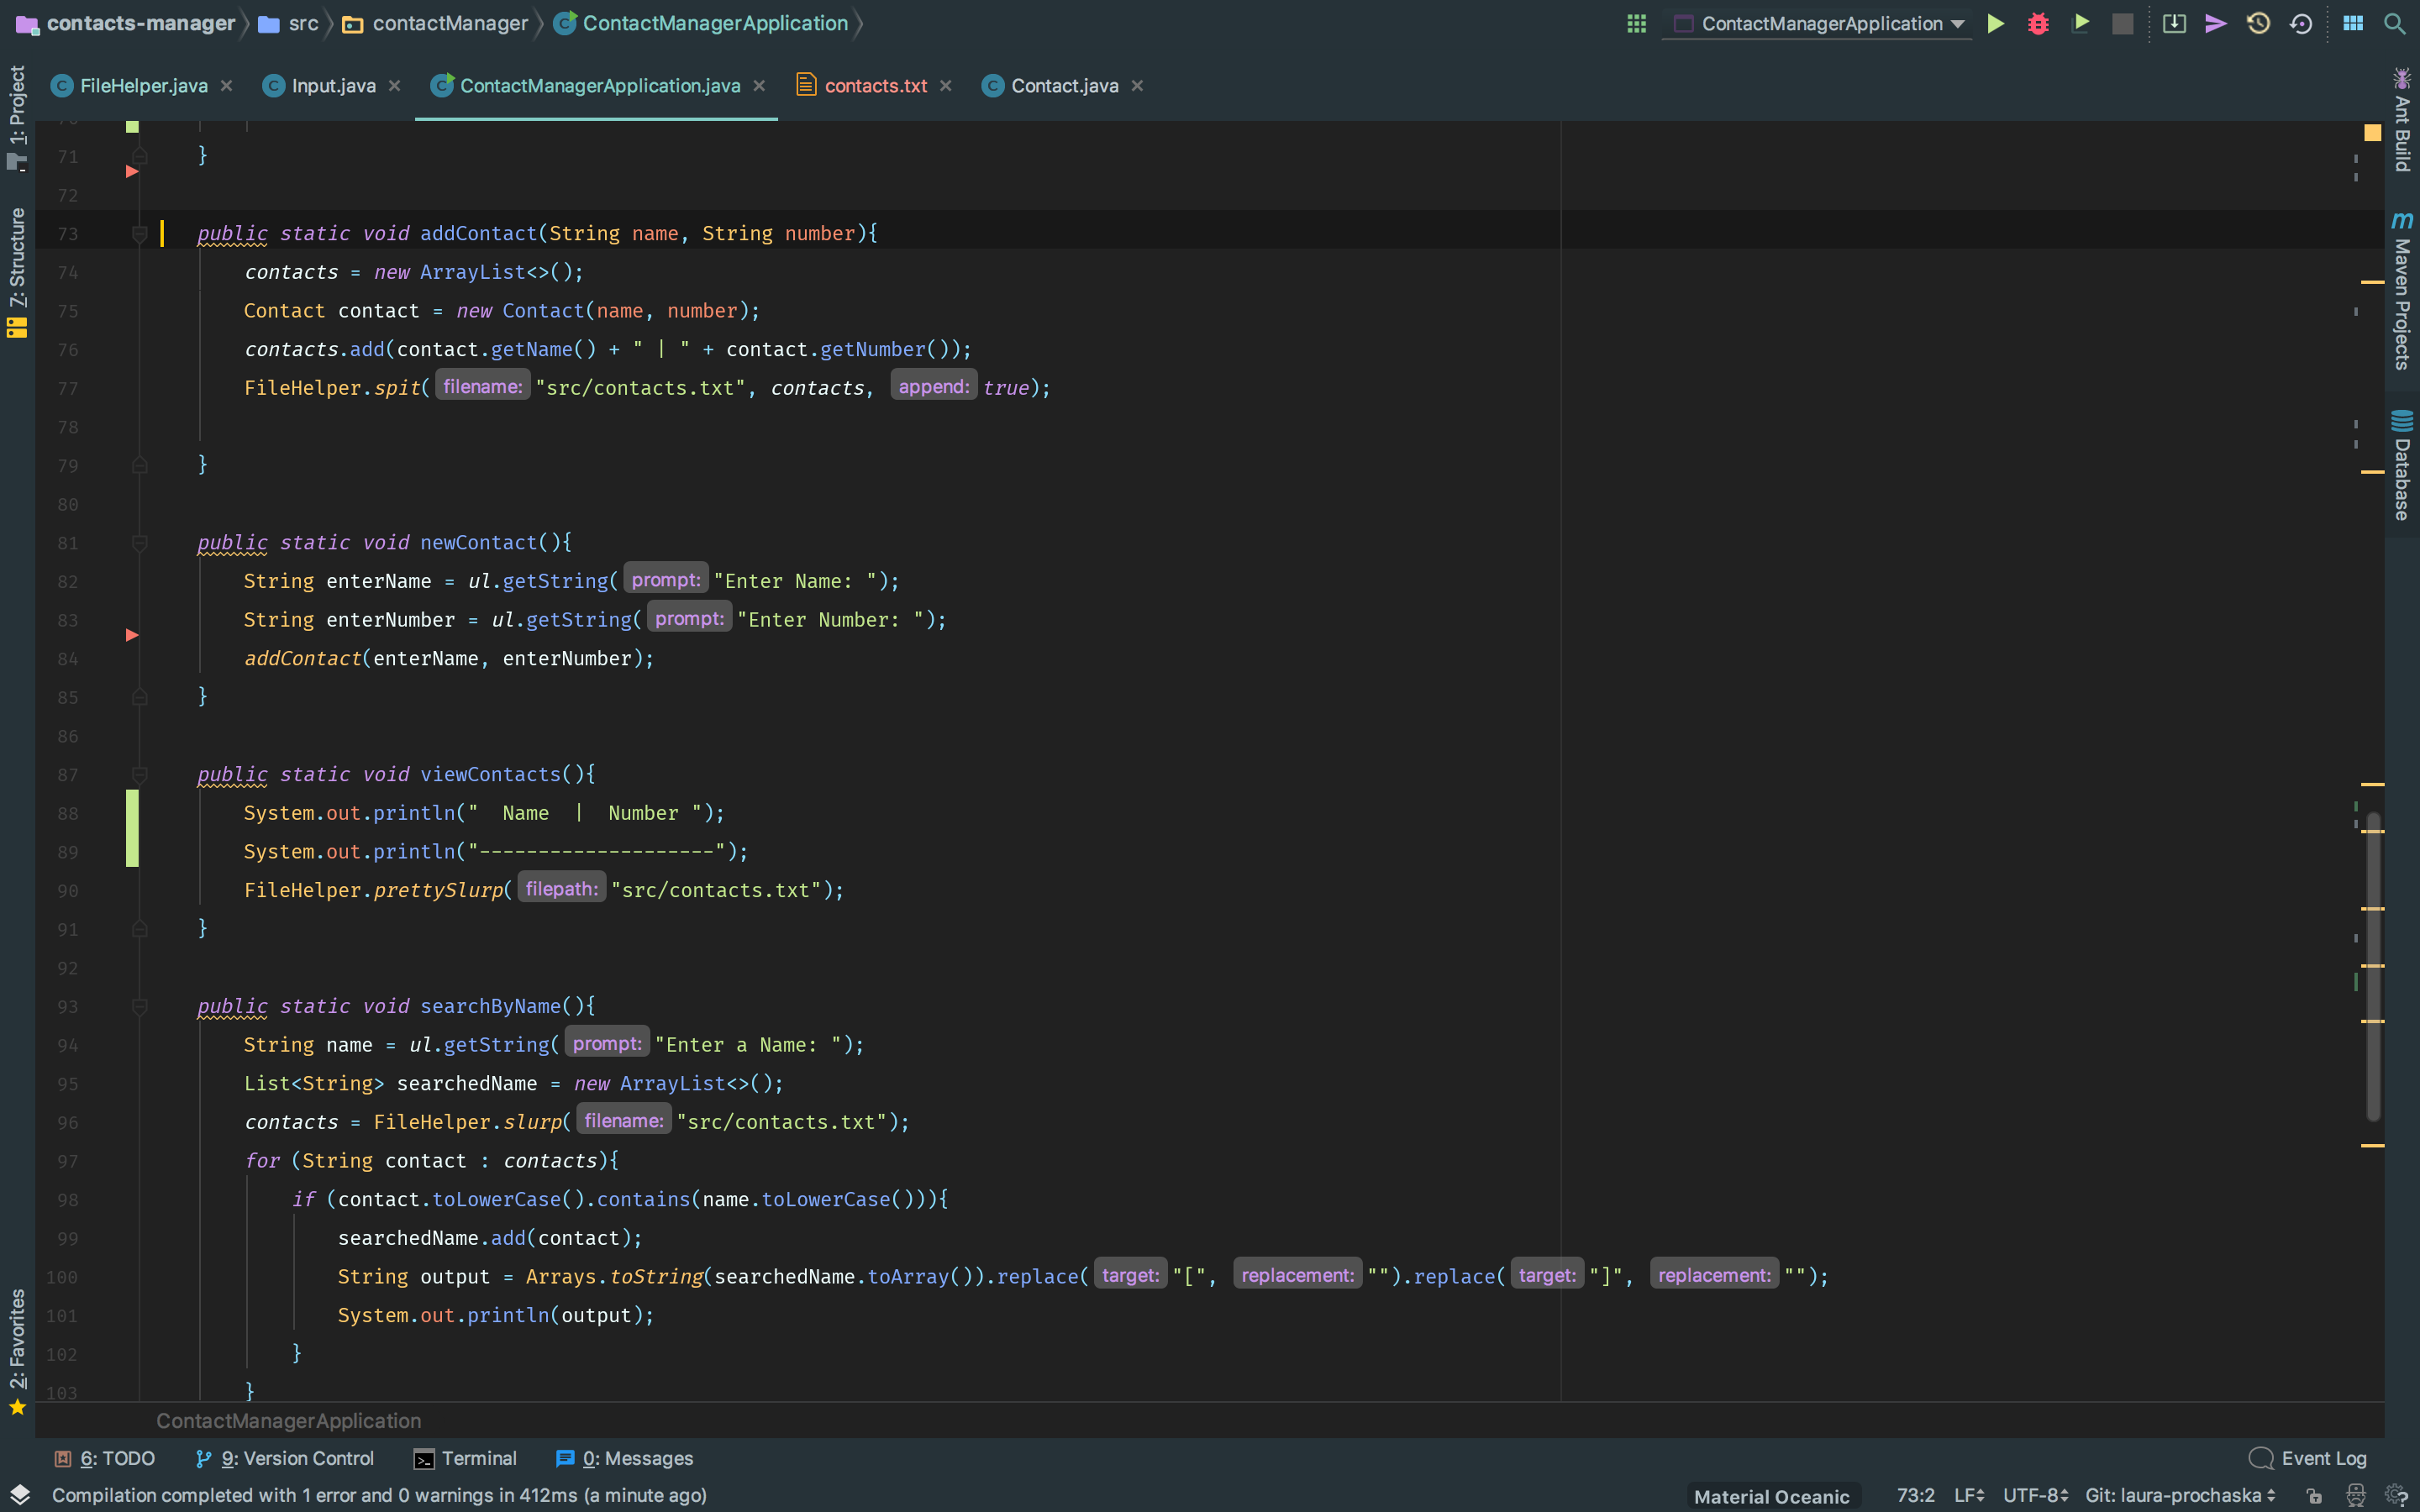 contacts-manager src contactManager ContactManagerApplication ContactManagerApplication
FileHelper.java Input.java ContactManagerApplication.java contacts.txt Contact.java
1: Project
7: Structure
2: Favorites
Ant Build
Maven Projects
Database
71 }
72
73 public static void addContact(String name, String number){
74 contacts = new ArrayList<>();
75 Contact contact = new Contact(name, number);
76 contacts.add(contact.getName() + " | " + contact.getNumber());
77 FileHelper.spit( filename: "src/contacts.txt", contacts, append: true);
78
79 }
80
81 public static void newContact(){
82 String enterName = ul.getString( prompt: "Enter Name: ");
83 String enterNumber = ul.getString( prompt: "Enter Number: ");
84 addContact(enterName, enterNumber);
85 }
86
87 public static void viewContacts(){
88 System.out.println("  Name  |  Number ");
89 System.out.println("--------------------");
90 FileHelper.prettySlurp( filepath: "src/contacts.txt");
91 }
92
93 public static void searchByName(){
94 String name = ul.getString( prompt: "Enter a Name: ");
95 List<String> searchedName = new ArrayList<>();
96 contacts = FileHelper.slurp( filename: "src/contacts.txt");
97 for (String contact : contacts){
98 if (contact.toLowerCase().contains(name.toLowerCase())){
99 searchedName.add(contact);
100 String output = Arrays.toString(searchedName.toArray()).replace( target: "[", replacement: "").replace( target: "]", replacement: "");
101 System.out.println(output);
102 }
103 }
ContactManagerApplication
6: TODO 9: Version Control Terminal 0: Messages Event Log
Compilation completed with 1 error and 0 warnings in 412ms (a minute ago) Material Oceanic 73:2 LF UTF-8 Git: laura-prochaska